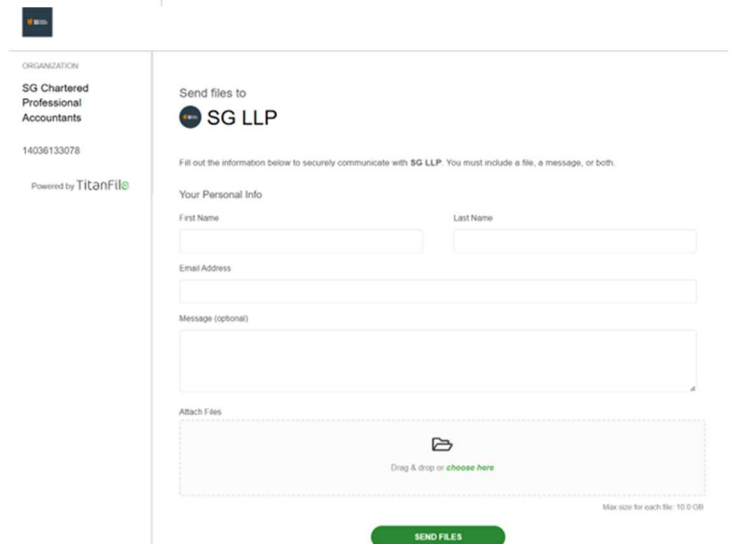 ORGANIZATION
SG Chartered
Professional
Accountants
14036133078
Powered by TitanFile
Send files to
SG LLP
Fill out the information below to securely communicate with SG LLP. You must include a file, a message, or both.
Your Personal Info
First Name Last Name
Email Address
Message (optional)
Attach Files
Drag & drop or choose here
Max size for each file: 10.0 GB
SEND FILES